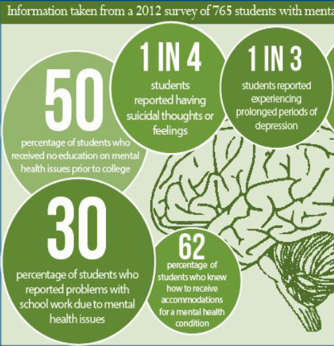 Information taken from a 2012 survey of 765 students with
1 IN 4
students
reported having
suicidal thoughts or
feelings
1 IN 3
students reported
experiencing
prolonged periods of
depression
50
percentage of students who
received no education on mental
health issues prior to college
30
percentage of students who
reported problems with
school work due to mental
health issues
62
percentage of
students who knew
how to receive
accommodations
for a mental health
condition